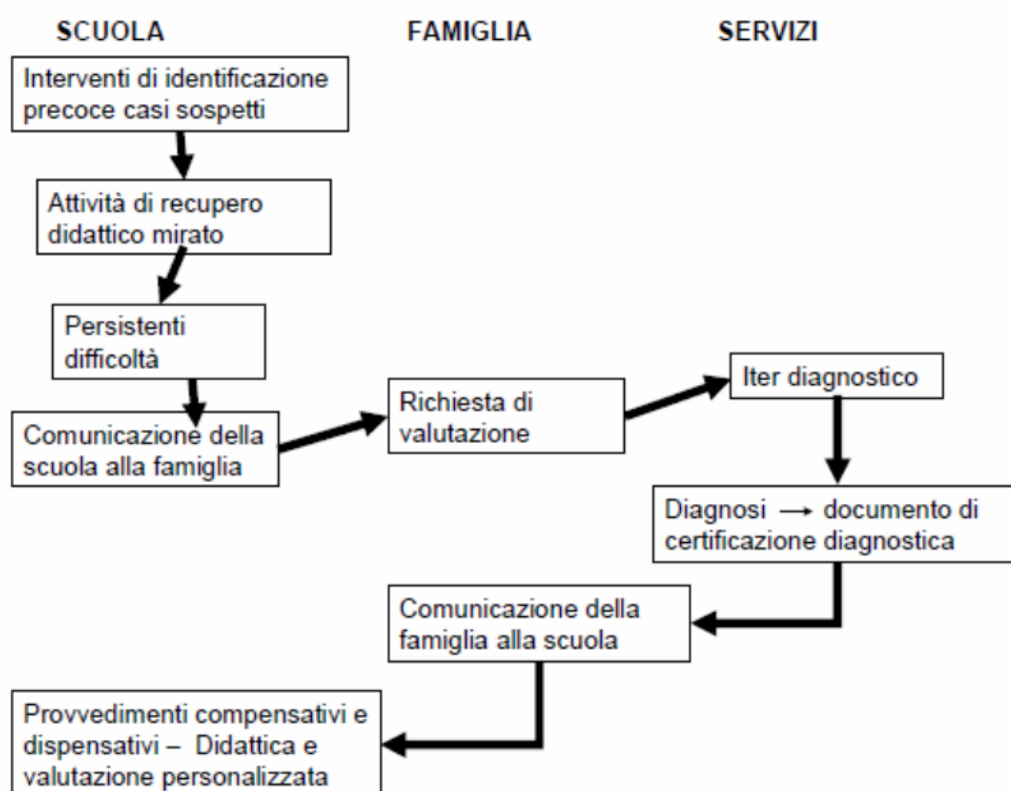 SCUOLA FAMIGLIA SERVIZI
Interventi di identificazione
precoce casi sospetti
Attività di recupero
didattico mirato
Persistenti
difficoltà
Comunicazione della
scuola alla famiglia
Richiesta di
valutazione
Iter diagnostico
Diagnosi → documento di
certificazione diagnostica
Comunicazione della
famiglia alla scuola
Provvedimenti compensativi e
dispensativi – Didattica e
valutazione personalizzata